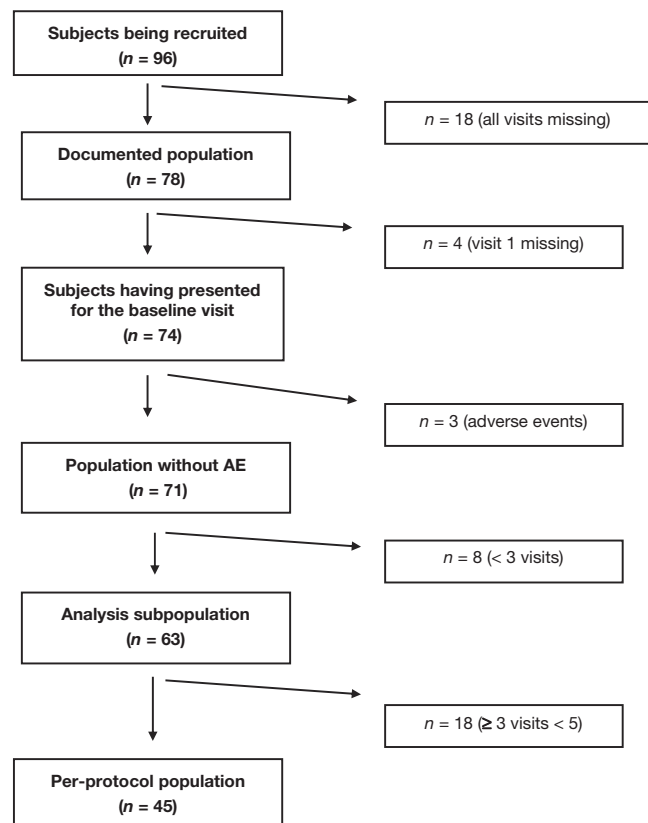 Subjects being recruited
(n = 96)
n = 18 (all visits missing)
Documented population
(n = 78)
n = 4 (visit 1 missing)
Subjects having presented
for the baseline visit
(n = 74)
n = 3 (adverse events)
Population without AE
(n = 71)
n = 8 (< 3 visits)
Analysis subpopulation
(n = 63)
n = 18 (≥ 3 visits < 5)
Per-protocol population
(n = 45)